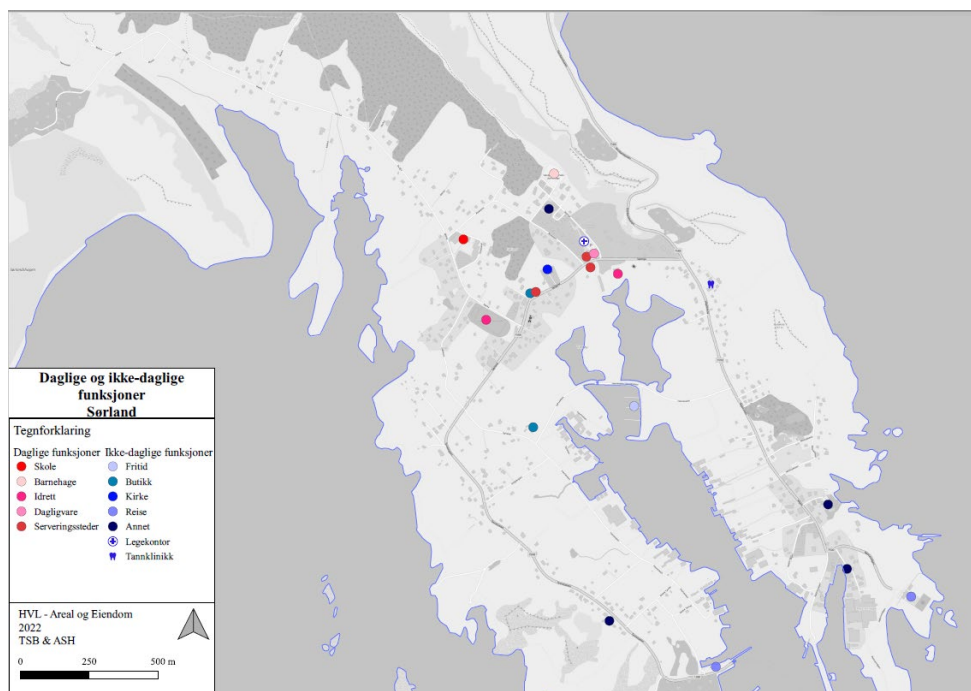 Daglige og ikke-daglige
funksjoner
Sørland
Tegnforklaring
Daglige funksjoner Ikke-daglige funksjoner
Skole Fritid
Barnehage Butikk
Idrett Kirke
Dagligvare Reise
Serveringssteder Annet
Legekontor
Tannklinikk
HVL - Areal og Eiendom
2022
TSB & ASH
0 250 500 m